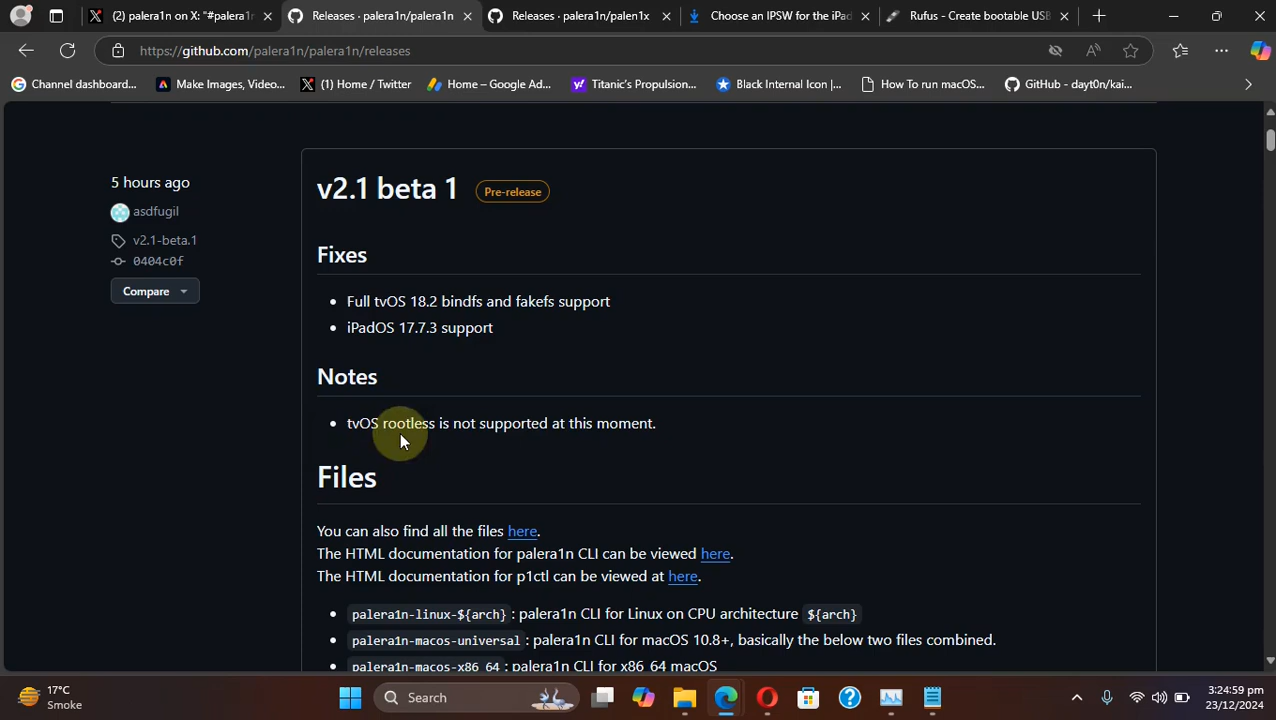 (2) palera1n on X: "#palera1n
Releases · palera1n/palera1n
Releases · palera1n/palen1x
Choose an IPSW for the iPad
Rufus - Create bootable USB
https://github.com/palera1n/palera1n/releases
Channel dashboard...
Make Images, Video...
(1) Home / Twitter
Home – Google Ad...
Titanic's Propulsion...
Black Internal Icon |...
How To run macOS...
GitHub - dayt0n/kai...
5 hours ago
asdfugil
v2.1-beta.1
0404c0f
Compare
v2.1 beta 1 Pre-release
Fixes
Full tvOS 18.2 bindfs and fakefs support
iPadOS 17.7.3 support
Notes
tvOS rootless is not supported at this moment.
Files
You can also find all the files here.
The HTML documentation for palera1n CLI can be viewed here.
The HTML documentation for p1ctl can be viewed at here.
palera1n-linux-${arch} : palera1n CLI for Linux on CPU architecture ${arch}
palera1n-macos-universal : palera1n CLI for macOS 10.8+, basically the below two files combined.
palera1n-macos-x86_64 : palera1n CLI for x86_64 macOS
17°C
Smoke
Search
3:24:59 pm
23/12/2024